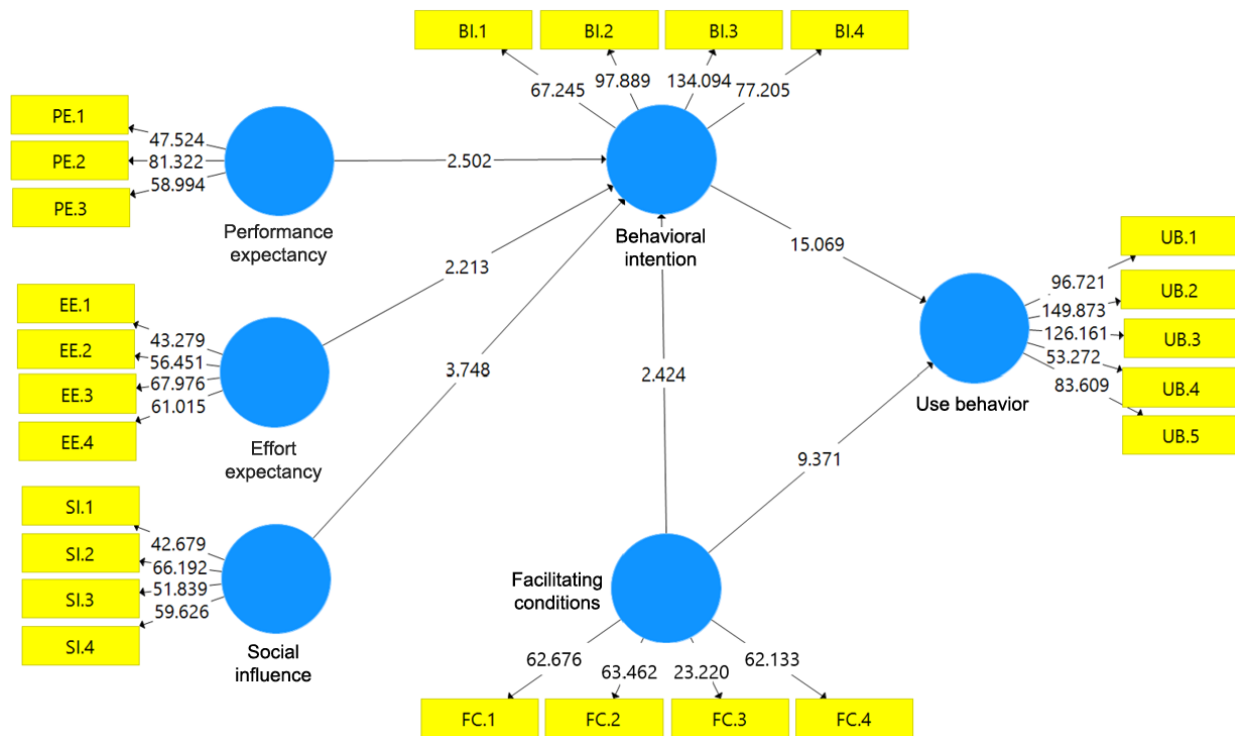 BI.1
BI.2
BI.3
BI.4
67.245
97.889
134.094
77.205
PE.1
PE.2
PE.3
47.524
81.322
58.994
Performance
expectancy
2.502
Behavioral
intention
EE.1
EE.2
EE.3
EE.4
43.279
56.451
67.976
61.015
Effort
expectancy
2.213
SI.1
SI.2
SI.3
SI.4
42.679
66.192
51.839
59.626
Social
influence
3.748
2.424
15.069
9.371
Facilitating
conditions
62.676
63.462
23.220
62.133
FC.1
FC.2
FC.3
FC.4
Use behavior
96.721
149.873
126.161
53.272
83.609
UB.1
UB.2
UB.3
UB.4
UB.5